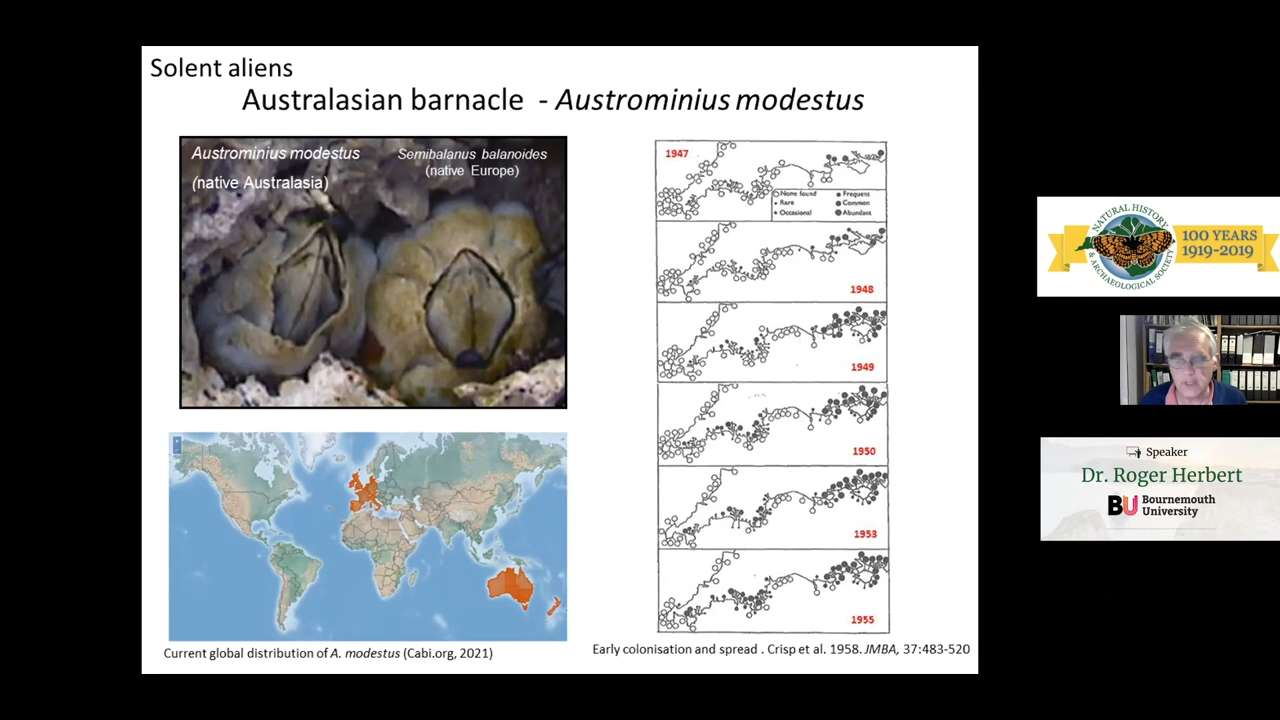 Solent aliens
Australasian barnacle - Austrominius modestus
Austrominius modestus
(native Australasia)
Semibalanus balanoides
(native Europe)
1947
None found
Rare
Occasional
Frequent
Common
Abundant
1948
1949
1950
1953
1955
Current global distribution of A. modestus (Cabi.org, 2021)
Early colonisation and spread . Crisp et al. 1958. JMBA, 37:483-520
NATURAL HISTORY
& ARCHAEOLOGICAL SOCIETY
100 YEARS
1919-2019
Speaker
Dr. Roger Herbert
BU
Bournemouth
University